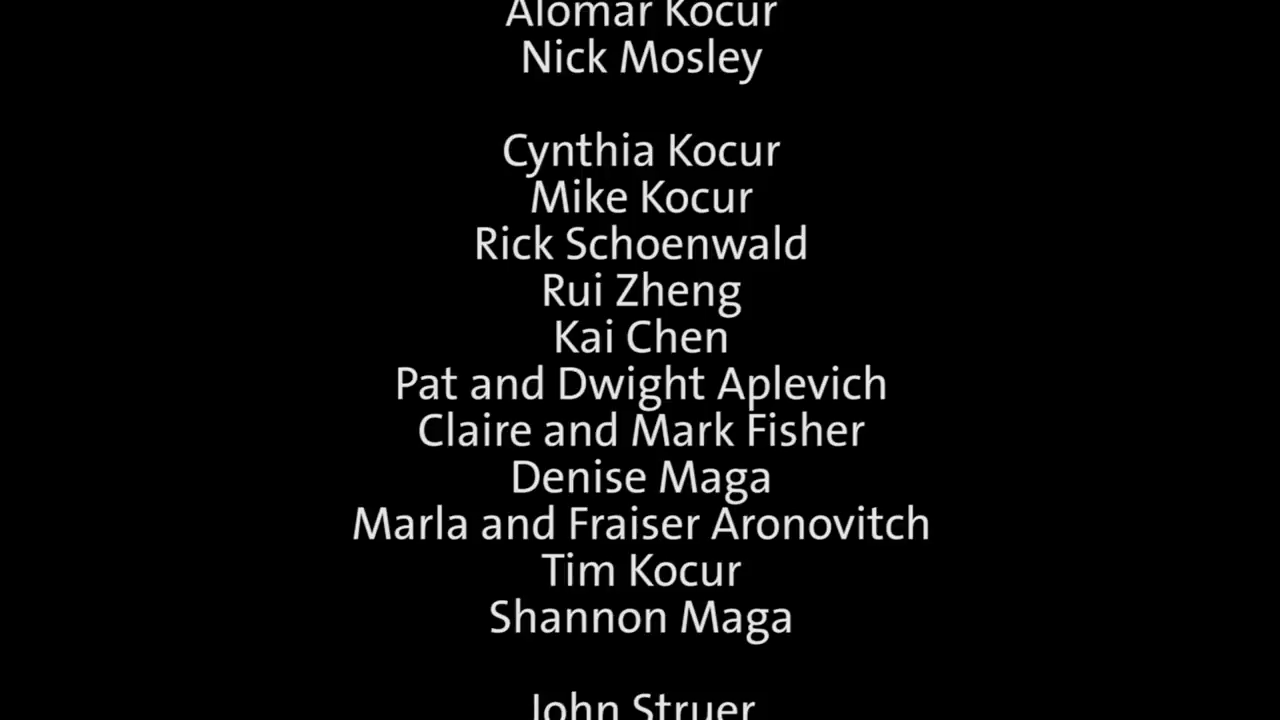 Alomar Kocur
Nick Mosley
Cynthia Kocur
Mike Kocur
Rick Schoenwald
Rui Zheng
Kai Chen
Pat and Dwight Aplevich
Claire and Mark Fisher
Denise Maga
Marla and Fraiser Aronovitch
Tim Kocur
Shannon Maga
John Struer